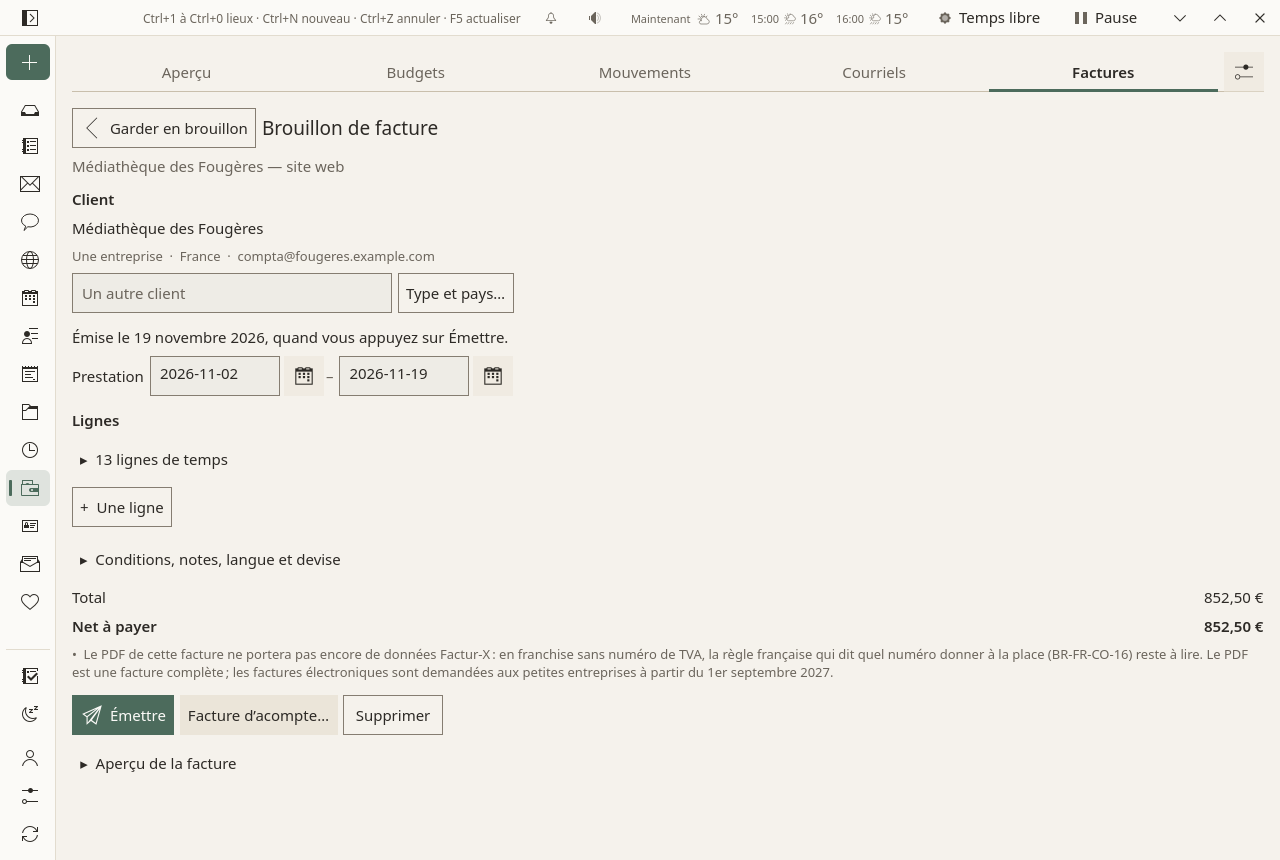 Ctrl+1 à Ctrl+0 lieux · Ctrl+N nouveau · Ctrl+Z annuler · F5 actualiser
Maintenant 15° 15:00 16° 16:00 15°
Temps libre
Pause
Aperçu
Budgets
Mouvements
Courriels
Factures
Garder en brouillon
Brouillon de facture
Médiathèque des Fougères — site web
Client
Médiathèque des Fougères
Une entreprise · France · compta@fougeres.example.com
Un autre client
Type et pays…
Émise le 19 novembre 2026, quand vous appuyez sur Émettre.
Prestation 2026-11-02 – 2026-11-19
Lignes
▸ 13 lignes de temps
+ Une ligne
▸ Conditions, notes, langue et devise
Total 852,50 €
Net à payer 852,50 €
• Le PDF de cette facture ne portera pas encore de données Factur-X : en franchise sans numéro de TVA, la règle française qui dit quel numéro donner à la place (BR-FR-CO-16) reste à lire. Le PDF
est une facture complète ; les factures électroniques sont demandées aux petites entreprises à partir du 1er septembre 2027.
Émettre
Facture d’acompte…
Supprimer
▸ Aperçu de la facture